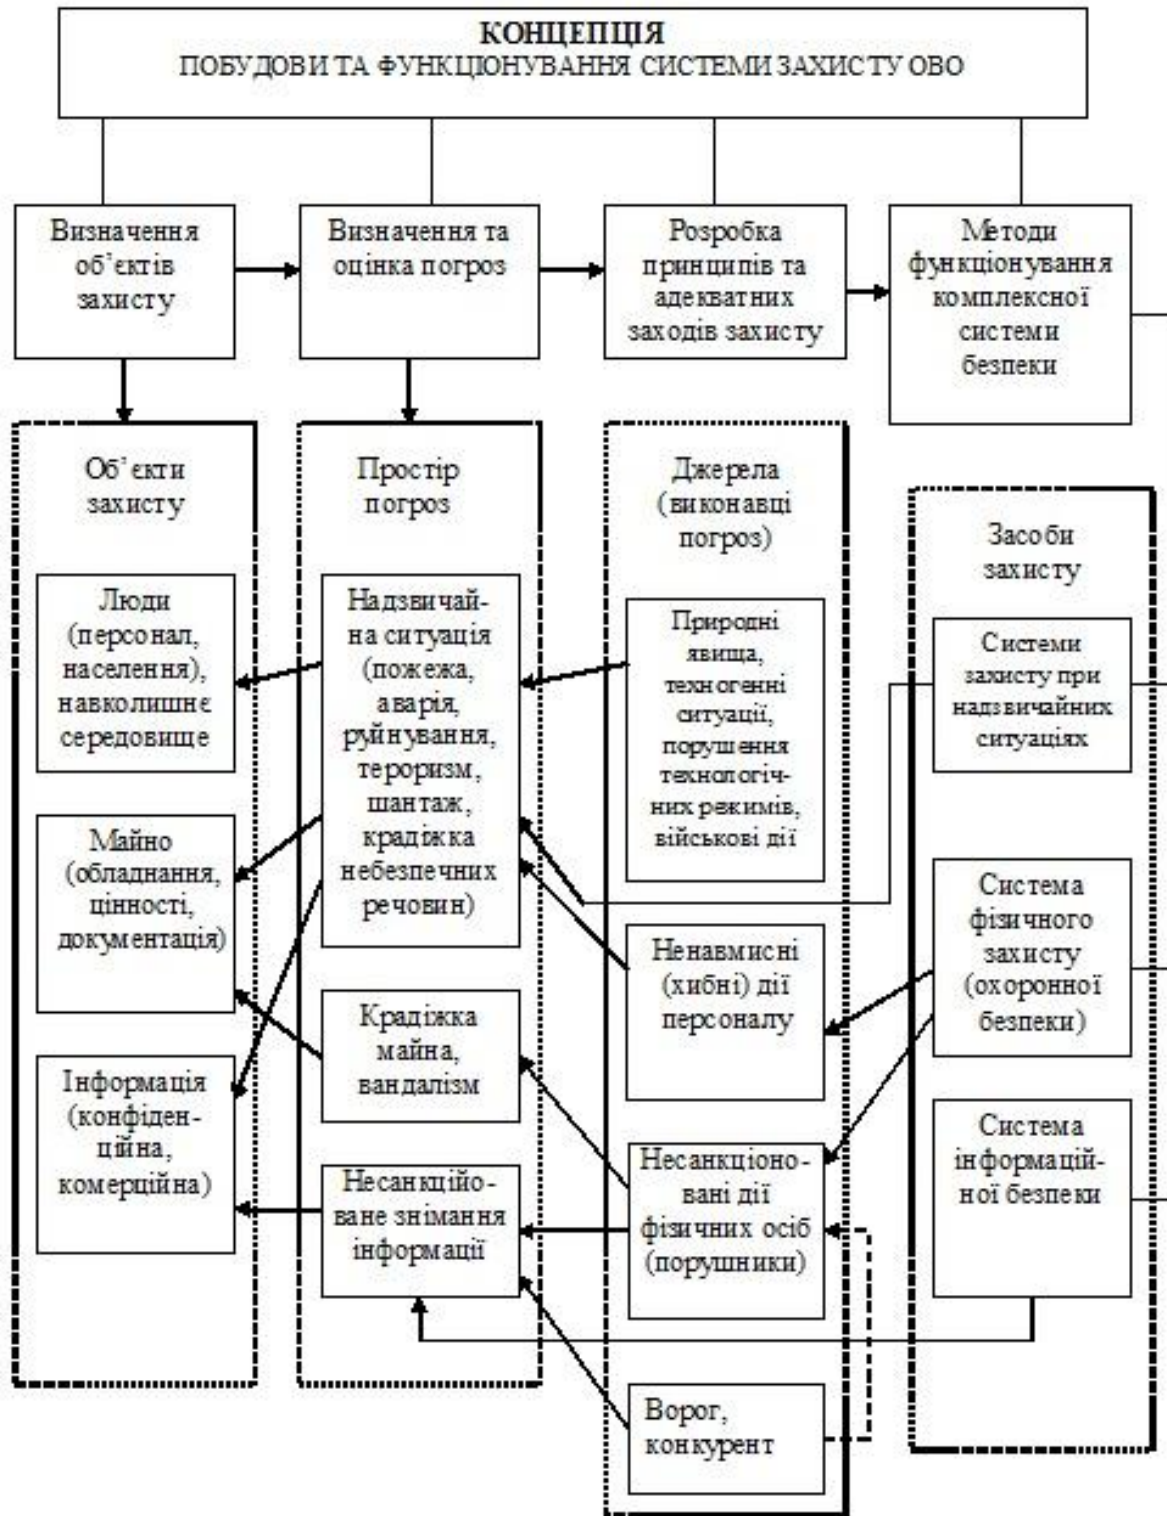 КОНЦЕПЦІЯ
ПОБУДОВИ ТА ФУНКЦІОНУВАННЯ СИСТЕМИ ЗАХИСТУ ОВО
Визначення
об’єктів
захисту
Визначення та
оцінка погроз
Розробка
принципів та
адекватних
заходів захисту
Методи
функціонування
комплексної
системи
безпеки
Об’єкти
захисту
Люди
(персонал,
населення),
навколишнє
середовище
Майно
(обладнання,
цінності,
документація)
Інформація
(конфіден-
ційна,
комерційна)
Простір
погроз
Надзвичай-
на ситуація
(пожежа,
аварія,
руйнування,
тероризм,
шантаж,
крадіжка
небезпечних
речовин)
Крадіжка
майна,
вандалізм
Несанкційо-
ване знімання
інформації
Джерела
(виконавці
погроз)
Природні
явища,
техногенні
ситуації,
порушення
технологіч-
них режимів,
військові дії
Ненавмисні
(хибні) дії
персоналу
Несанкціоно-
вані дії
фізичних осіб
(порушники)
Ворог,
конкурент
Засоби
захисту
Системи
захисту при
надзвичайних
ситуаціях
Система
фізичного
захисту
(охоронної
безпеки)
Система
інформацій-
ної безпеки